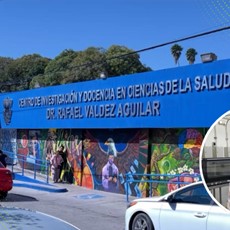 CENTRO DE INVESTIGACIÓN Y DOCENCIA EN CIENCIAS DE LA SALUD
DR. RAFAEL VALDEZ AGUILAR